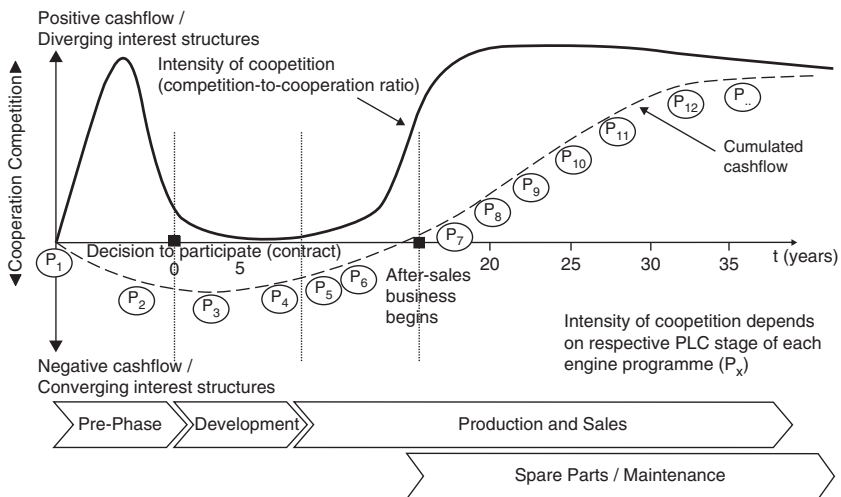 Positive cashflow /
Diverging interest structures
Intensity of coopetition
(competition-to-cooperation ratio)
Cooperation Competition
Cumulated
cashflow
P1
P2
P3
P4
P5
P6
P7
P8
P9
P10
P11
P12
P..
Decision to participate (contract)
0 5 20 25 30 35 t (years)
After-sales
business
begins
Intensity of coopetition depends
on respective PLC stage of each
engine programme (Px)
Negative cashflow /
Converging interest structures
Pre-Phase
Development
Production and Sales
Spare Parts / Maintenance